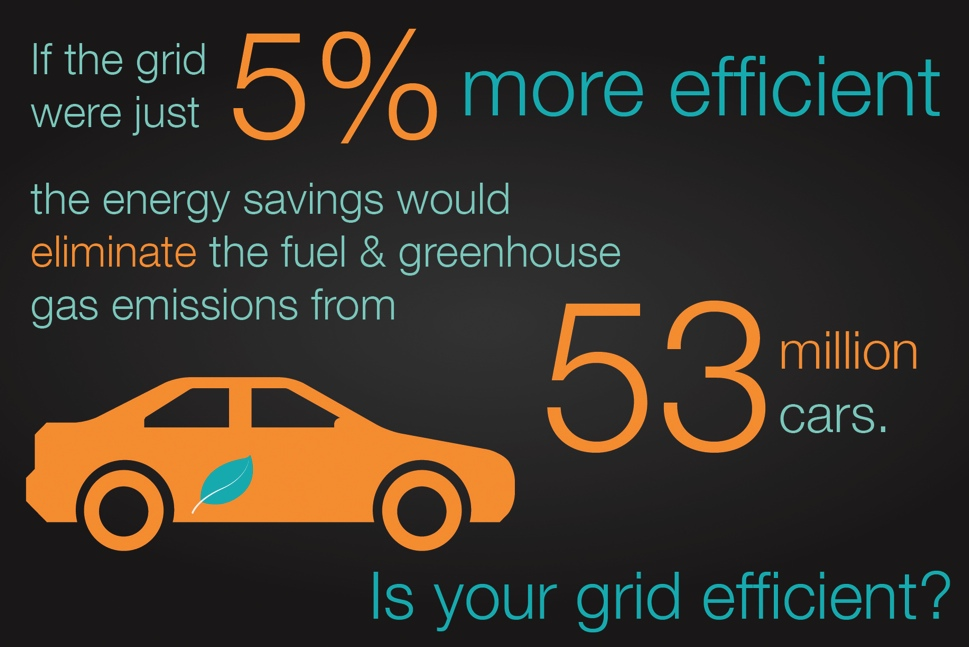 If the grid
were just
5% more efficient
the energy savings would
eliminate the fuel & greenhouse
gas emissions from
53 million
cars.
Is your grid efficient?